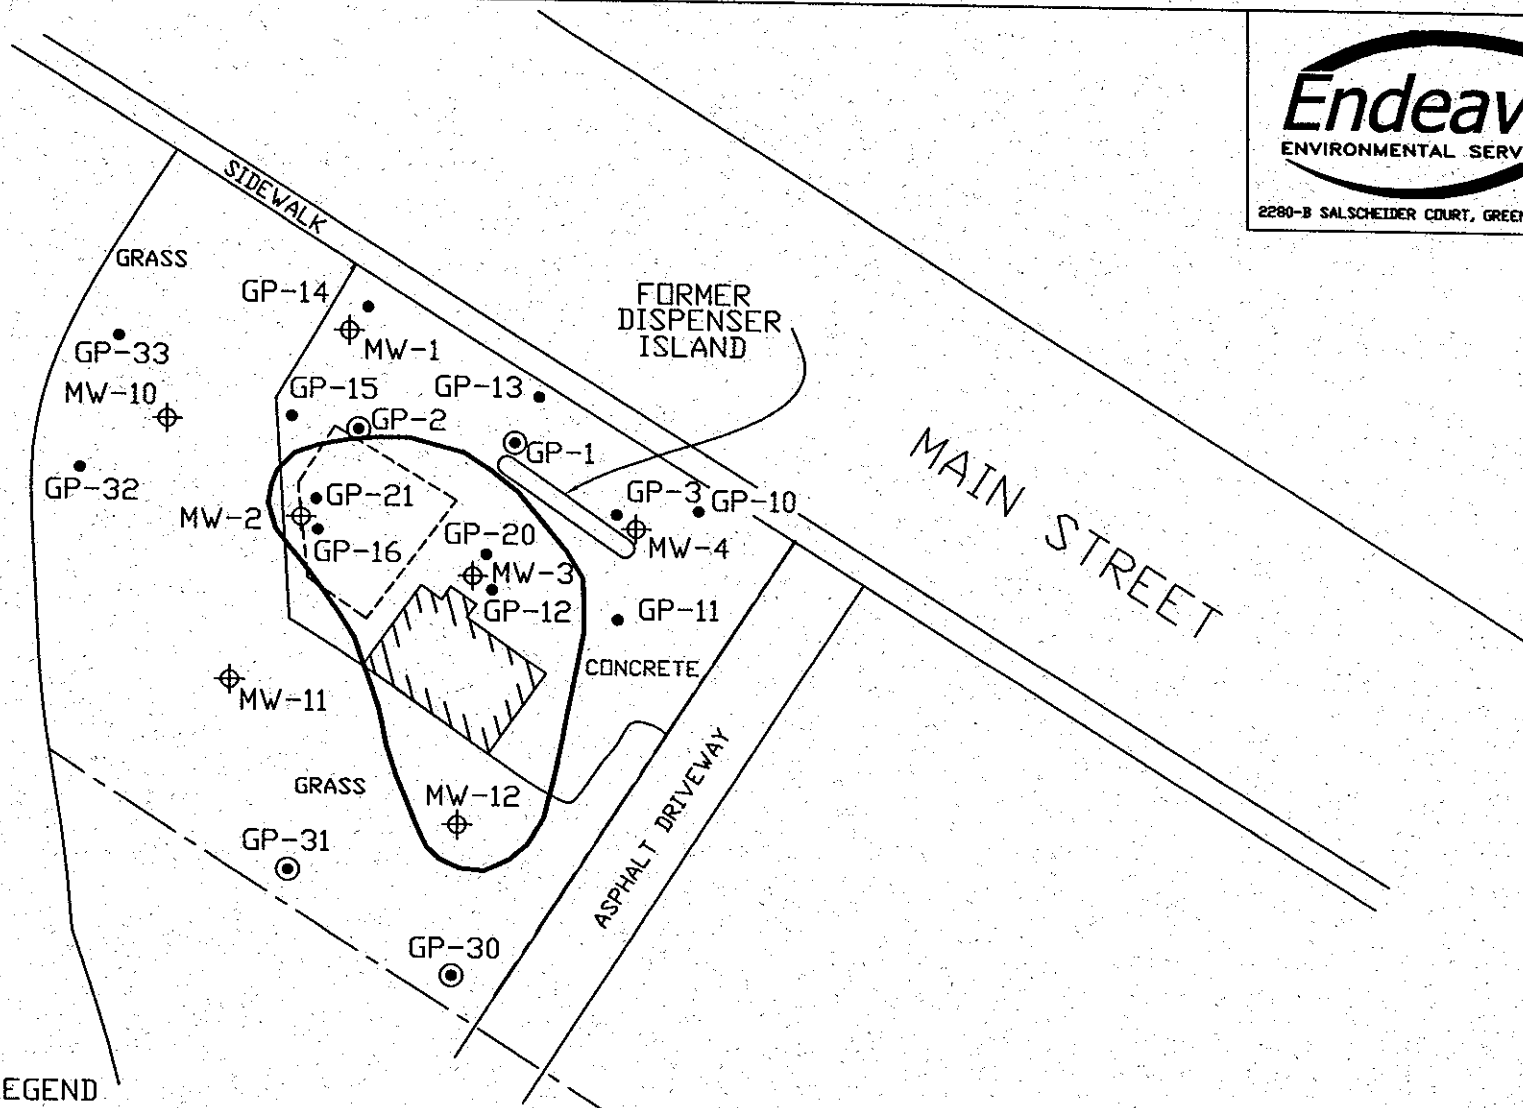 Endeav
ENVIRONMENTAL SERV
2280-B SALSCHEIDER COURT, GREE
SIDEWALK
GRASS
GP-14
FORMER
DISPENSER
ISLAND
GP-33
MW-1
MW-10
GP-15
GP-13
GP-2
GP-1
MAIN STREET
GP-32
GP-21
GP-3
GP-10
MW-2
GP-16
GP-20
MW-4
MW-3
GP-12
GP-11
CONCRETE
MW-11
GRASS
MW-12
ASPHALT DRIVEWAY
GP-31
GP-30
EGEND